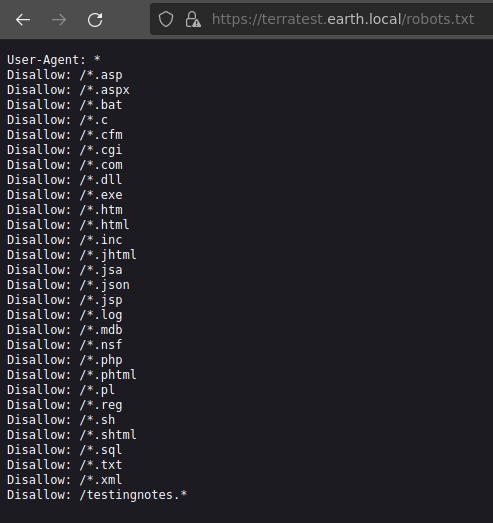 https://terratest.earth.local/robots.txt
User-Agent: *
Disallow: /*.asp
Disallow: /*.aspx
Disallow: /*.bat
Disallow: /*.c
Disallow: /*.cfm
Disallow: /*.cgi
Disallow: /*.com
Disallow: /*.dll
Disallow: /*.exe
Disallow: /*.htm
Disallow: /*.html
Disallow: /*.inc
Disallow: /*.jhtml
Disallow: /*.jsa
Disallow: /*.json
Disallow: /*.jsp
Disallow: /*.log
Disallow: /*.mdb
Disallow: /*.nsf
Disallow: /*.php
Disallow: /*.phtml
Disallow: /*.pl
Disallow: /*.reg
Disallow: /*.sh
Disallow: /*.shtml
Disallow: /*.sql
Disallow: /*.txt
Disallow: /*.xml
Disallow: /testingnotes.*